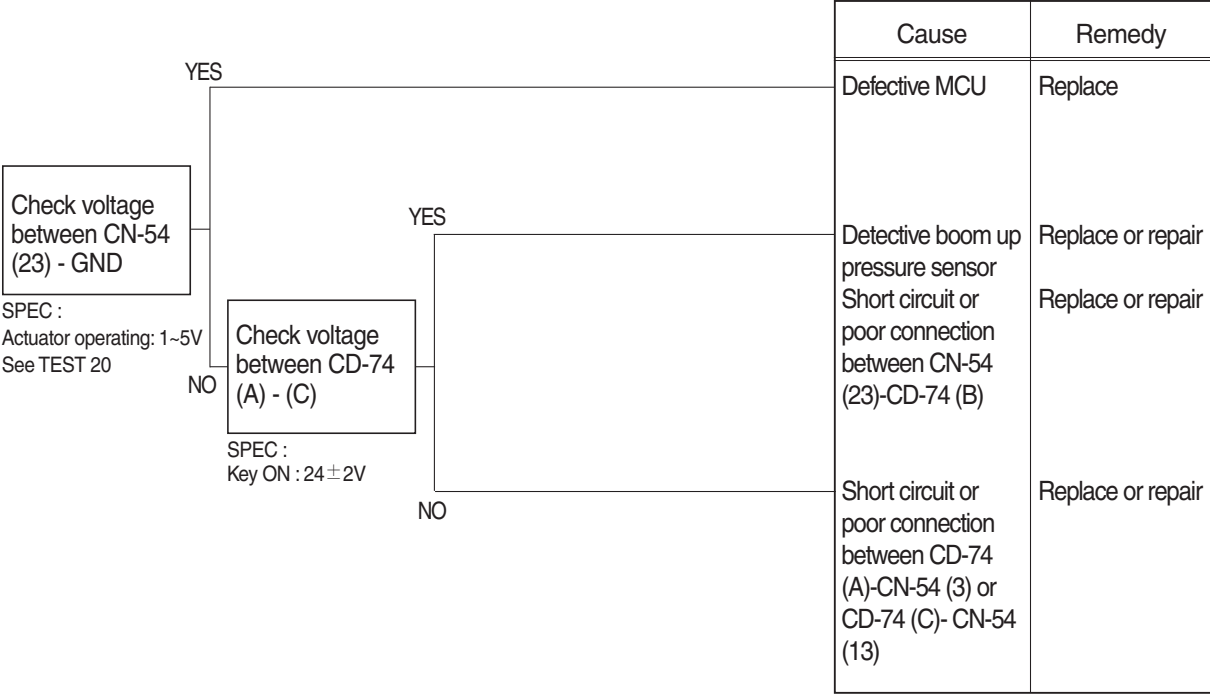 Cause Remedy
YES
Defective MCU Replace
Check voltage
between CN-54
(23) - GND
SPEC :
Actuator operating: 1~5V
See TEST 20
NO
Check voltage
between CD-74
(A) - (C)
SPEC :
Key ON : 24±2V
YES
Detective boom up Replace or repair
pressure sensor
Short circuit or Replace or repair
poor connection
between CN-54
(23)-CD-74 (B)
NO
Short circuit or Replace or repair
poor connection
between CD-74
(A)-CN-54 (3) or
CD-74 (C)- CN-54
(13)